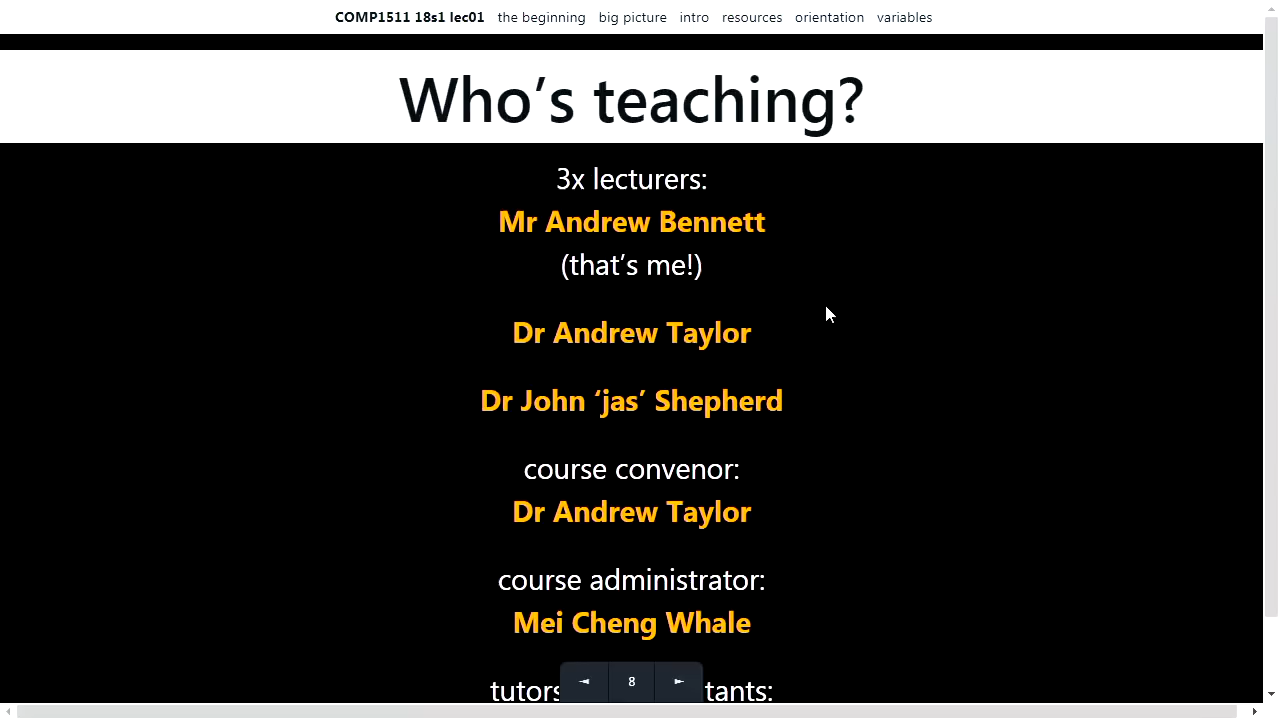 COMP1511 18s1 lec01 the beginning big picture intro resources orientation variables
Who’s teaching?
3x lecturers:
Mr Andrew Bennett
(that’s me!)
Dr Andrew Taylor
Dr John ‘jas’ Shepherd
course convenor:
Dr Andrew Taylor
course administrator:
Mei Cheng Whale
8